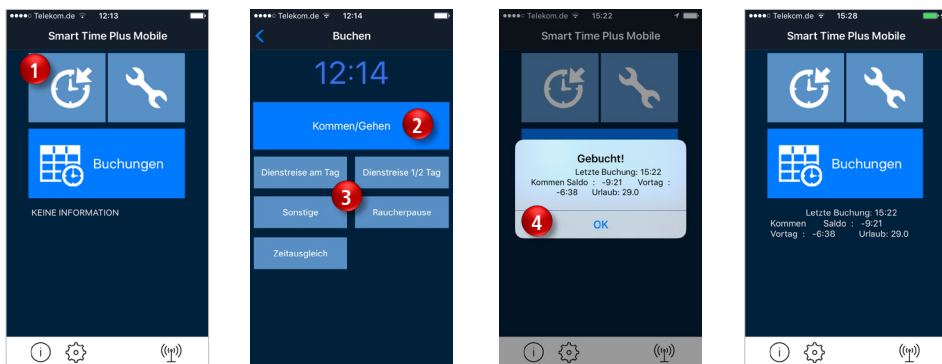 ●●●●○ Telekom.de 12:13
Smart Time Plus Mobile
1
Buchungen
KEINE INFORMATION
●●●●○ Telekom.de 12:14
Buchen
12:14
Kommen/Gehen
2
Dienstreise am Tag
Dienstreise 1/2 Tag
3
Sonstige
Raucherpause
Zeitausgleich
●●●●○ Telekom.de 15:22
Smart Time Plus Mobile
Gebucht!
Letzte Buchung: 15:22
Kommen Saldo : -9:21 Vortag :
-6:38 Urlaub: 29.0
4
OK
●●●●○ Telekom.de 15:28
Smart Time Plus Mobile
Buchungen
Letzte Buchung: 15:22
Kommen Saldo : -9:21
Vortag : -6:38 Urlaub: 29.0